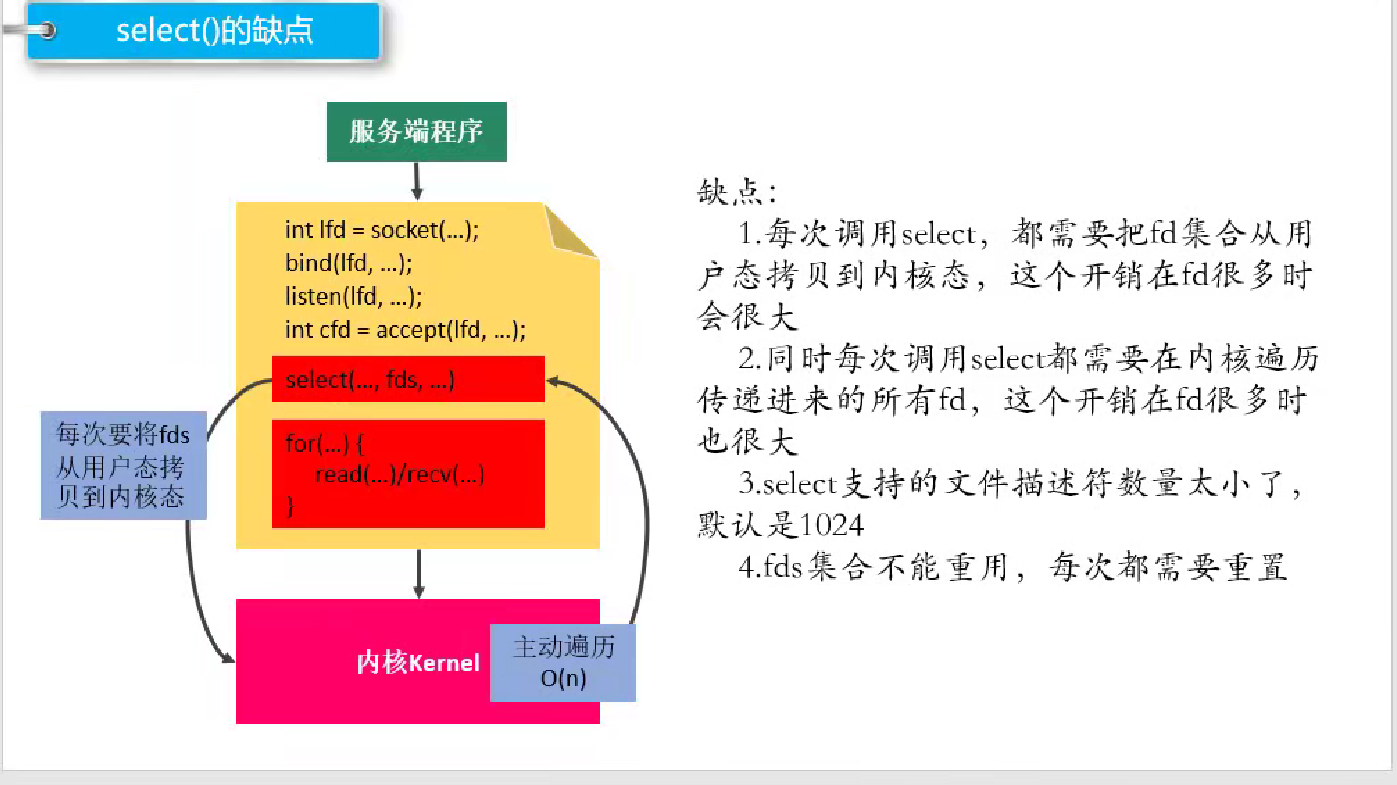 select()的缺点
服务端程序
int lfd = socket(...);
bind(lfd, ...);
listen(lfd, ...);
int cfd = accept(lfd, ...);
select(..., fds, ...)
for(...) {
read(...)/recv(...)
}
每次要将fds
从用户态拷
贝到内核态
内核Kernel
主动遍历
O(n)
缺点：
1.每次调用select，都需要把fd集合从用
户态拷贝到内核态，这个开销在fd很多时
会很大
2.同时每次调用select都需要在内核遍历
传递进来的所有fd，这个开销在fd很多时
也很大
3.select支持的文件描述符数量太小了，
默认是1024
4.fds集合不能重用，每次都需要重置